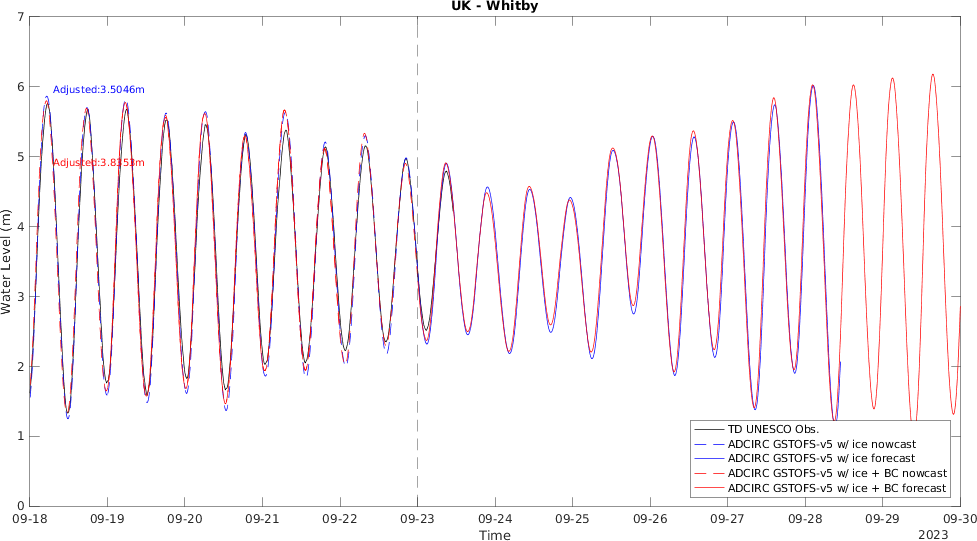 UK - Whitby
7
6
5
4
3
2
1
0
Water Level (m)
Adjusted:3.5046m
Adjusted:3.8353m
TD UNESCO Obs.
ADCIRC GSTOFS-v5 w/ ice nowcast
ADCIRC GSTOFS-v5 w/ ice forecast
ADCIRC GSTOFS-v5 w/ ice + BC nowcast
ADCIRC GSTOFS-v5 w/ ice + BC forecast
09-18 09-19 09-20 09-21 09-22 09-23 09-24 09-25 09-26 09-27 09-28 09-29 09-30
Time
2023